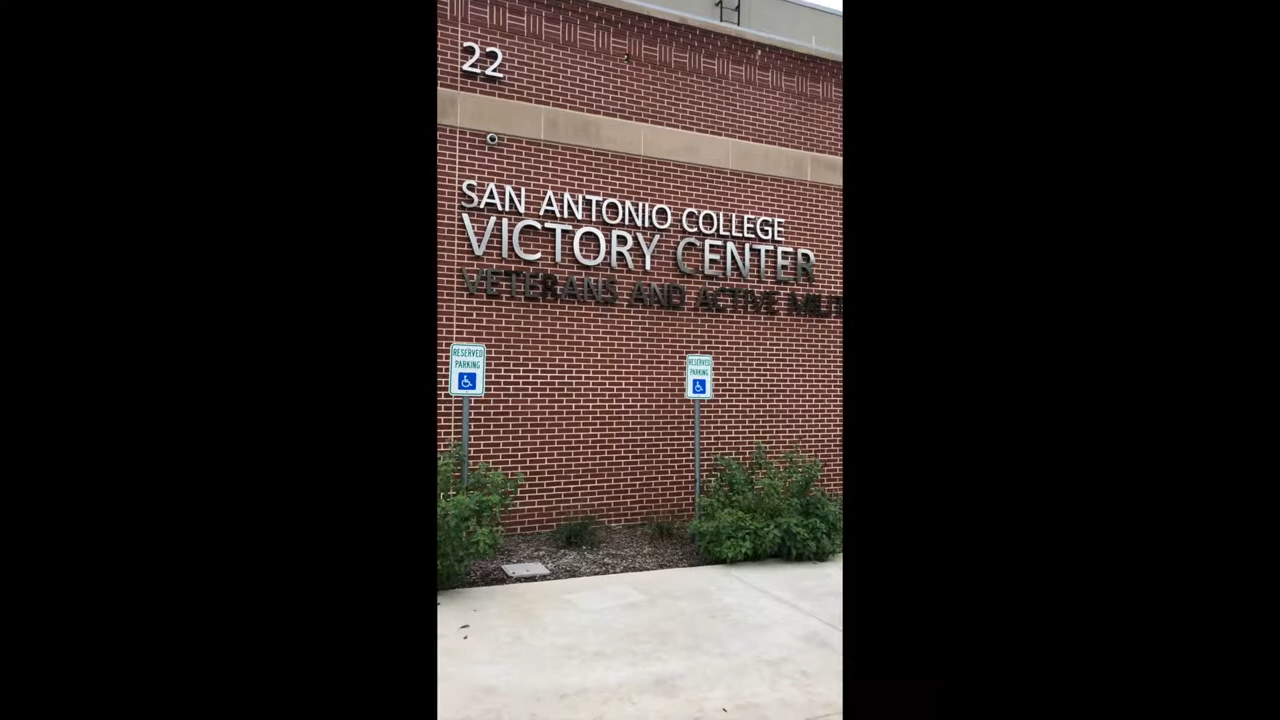 22
SAN ANTONIO COLLEGE
VICTORY CENTER
VETERANS AND ACTIVE
RESERVED
PARKING
RESERVED
PARKING